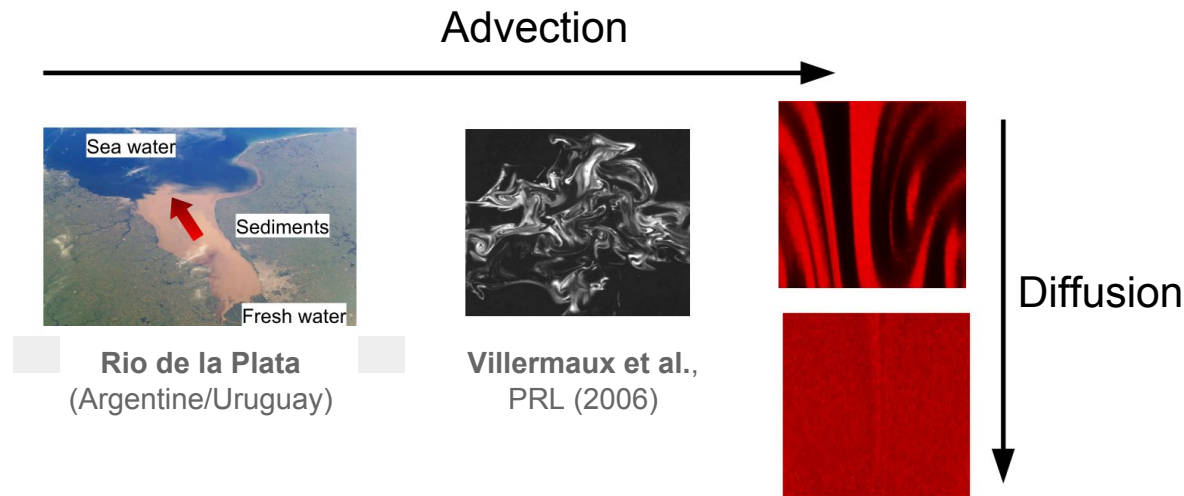 Advection
Sea water
Sediments
Fresh water
Diffusion
Rio de la Plata
(Argentine/Uruguay)
Villermaux et al.,
PRL (2006)